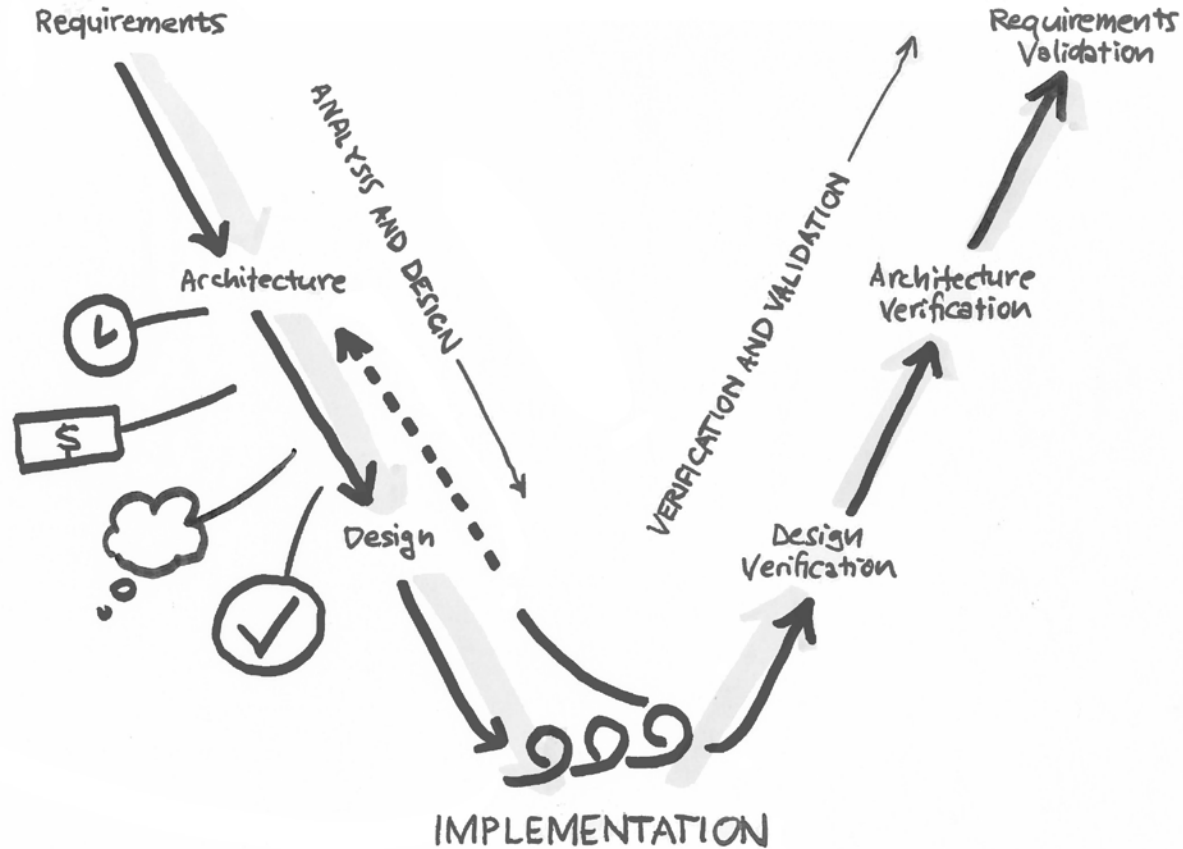 Requirements
Requirements
Validation
ANALYSIS AND DESIGN
VERIFICATION AND VALIDATION
Architecture
Architecture
Verification
$
Design
Design
Verification
IMPLEMENTATION